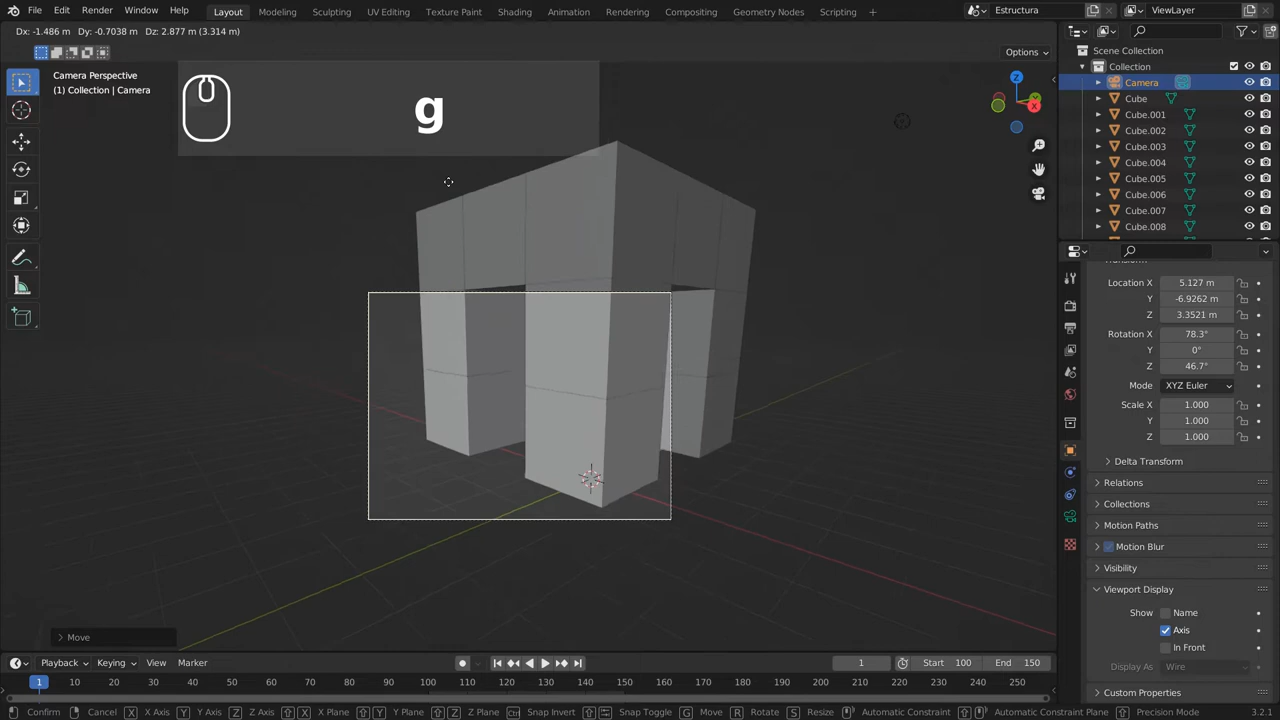 File Edit Render Window Help Layout Modeling Sculpting UV Editing Texture Paint Shading Animation Rendering Compositing Geometry Nodes Scripting + Estructura ViewLayer
Dx: -1.486 m Dy: -0.7038 m Dz: 2.877 m (3.314 m)
Options
Camera Perspective
(1) Collection | Camera
g
Z
Y
X
Scene Collection
Collection
Camera
Cube
Cube.001
Cube.002
Cube.003
Cube.004
Cube.005
Cube.006
Cube.007
Cube.008
Location X 5.127 m
Y -6.9262 m
Z 3.3521 m
Rotation X 78.3°
Y 0°
Z 46.7°
Mode XYZ Euler
Scale X 1.000
Y 1.000
Z 1.000
Delta Transform
Relations
Collections
Motion Paths
Motion Blur
Visibility
Viewport Display
Show Name
Axis
In Front
Display As Wire
Custom Properties
Move
Playback Keying View Marker 1 Start 100 End 150
1 10 20 30 40 50 60 70 80 90 100 110 120 130 140 150 160 170 180 190 200 210 220 230 240 250
Confirm Cancel X X Axis Y Y Axis Z Z Axis X X Plane Y Y Plane Z Z Plane Ctrl Snap Invert Snap Toggle G Move R Rotate S Resize Automatic Constraint Automatic Constraint Plane Precision Mode 3.2.1